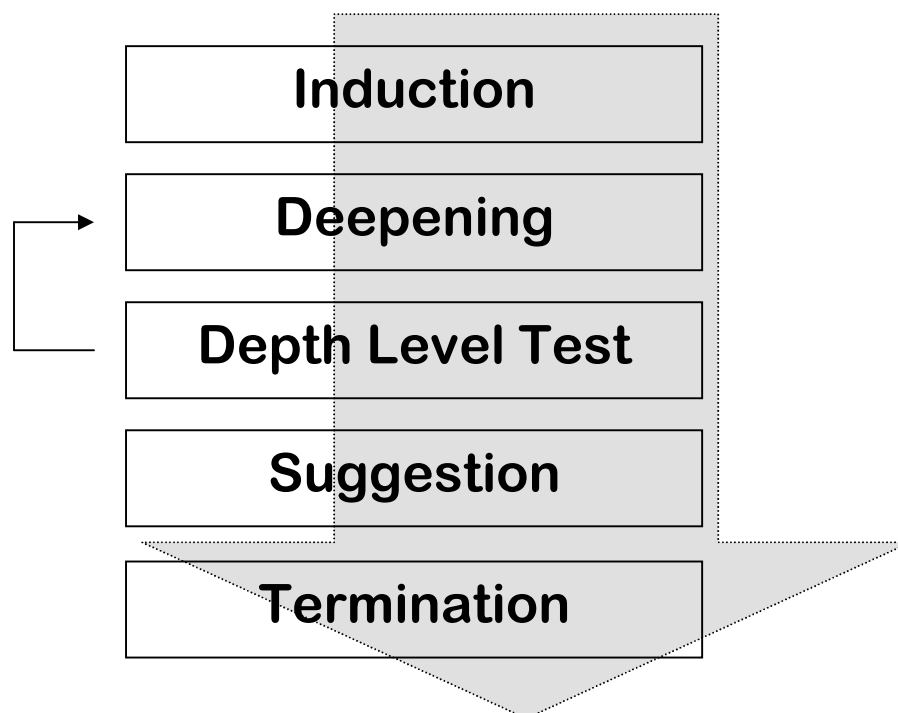 Induction
Deepening
Depth Level Test
Suggestion
Termination